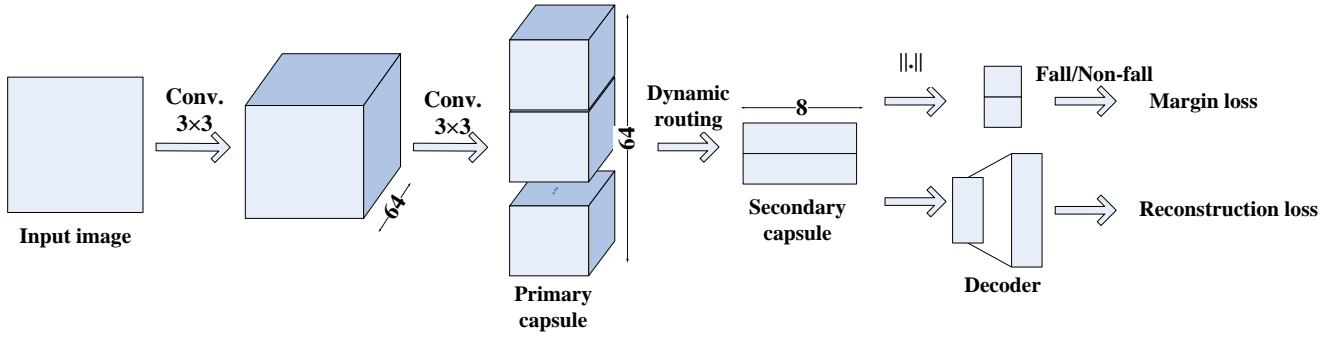 Input image
Conv.
3×3
64
Conv.
3×3
64
Primary
capsule
Dynamic
routing
8
Secondary
capsule
||.||
Fall/Non-fall
Margin loss
Decoder
Reconstruction loss